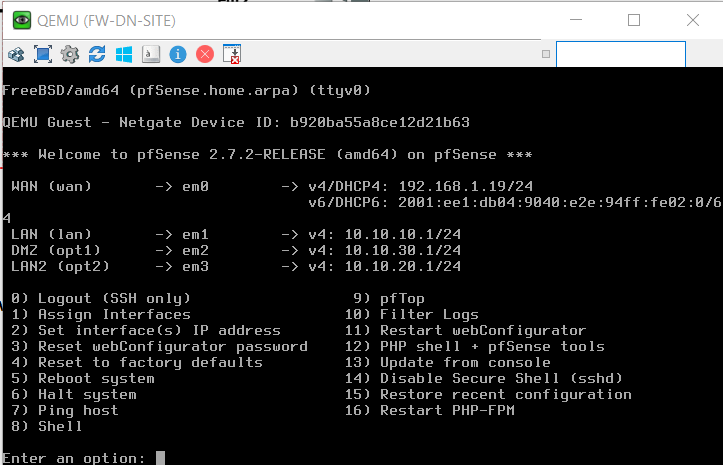 QEMU (FW-DN-SITE)
FreeBSD/amd64 (pfSense.home.arpa) (ttyv0)
QEMU Guest - Netgate Device ID: b920ba55a8ce12d21b63
*** Welcome to pfSense 2.7.2-RELEASE (amd64) on pfSense ***
WAN (wan) -> em0 -> v4/DHCP4: 192.168.1.19/24
v6/DHCP6: 2001:ee1:db04:9040:e2e:94ff:fe02:0/6
4
LAN (lan) -> em1 -> v4: 10.10.10.1/24
DMZ (opt1) -> em2 -> v4: 10.10.30.1/24
LAN2 (opt2) -> em3 -> v4: 10.10.20.1/24
0) Logout (SSH only) 9) pfTop
1) Assign Interfaces 10) Filter Logs
2) Set interface(s) IP address 11) Restart webConfigurator
3) Reset webConfigurator password 12) PHP shell + pfSense tools
4) Reset to factory defaults 13) Update from console
5) Reboot system 14) Disable Secure Shell (sshd)
6) Halt system 15) Restore recent configuration
7) Ping host 16) Restart PHP-FPM
8) Shell
Enter an option: